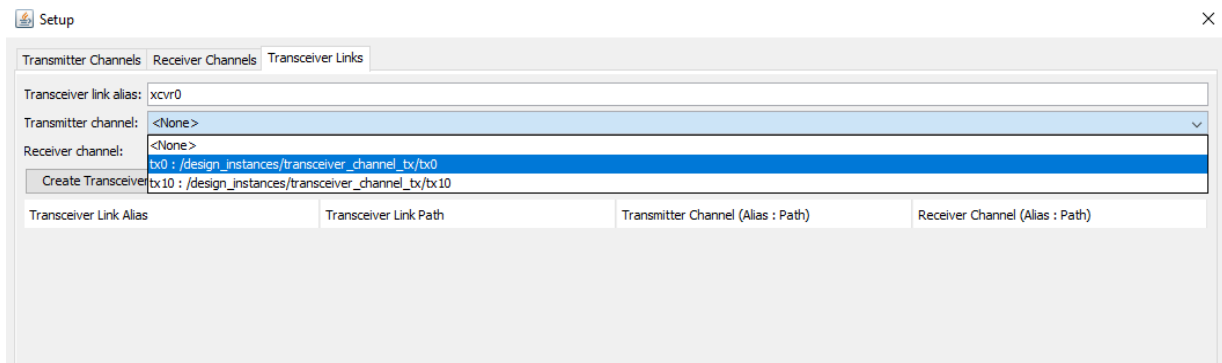 Setup
Transmitter Channels Receiver Channels Transceiver Links
Transceiver link alias: xcvr0
Transmitter channel: <None>
Receiver channel: <None>
tx0 : /design_instances/transceiver_channel_tx/tx0
Create Transceiver tx10 : /design_instances/transceiver_channel_tx/tx10
Transceiver Link Alias Transceiver Link Path Transmitter Channel (Alias : Path) Receiver Channel (Alias : Path)